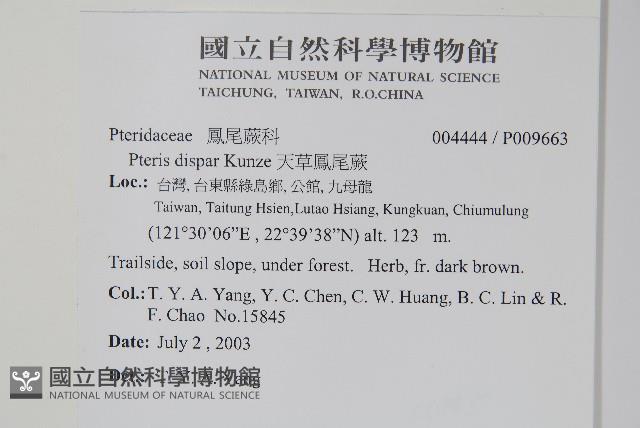 國立自然科學博物館
NATIONAL MUSEUM OF NATURAL SCIENCE
TAICHUNG, TAIWAN, R.O.CHINA
Pteridaceae 鳳尾蕨科 004444 / P009663
Pteris dispar Kunze 天草鳳尾蕨
Loc.: 台灣, 台東縣綠島鄉, 公館, 九母龍
Taiwan, Taitung Hsien,Lutao Hsiang, Kungkuan, Chiumulung
(121°30'06”E , 22°39'38”N) alt. 123 m.
Trailside, soil slope, under forest. Herb, fr. dark brown.
Col.: T. Y. A. Yang, Y. C. Chen, C. W. Huang, B. C. Lin & R.
F. Chao No.15845
Date: July 2 , 2003
國立自然科學博物館
NATIONAL MUSEUM OF NATURAL SCIENCE